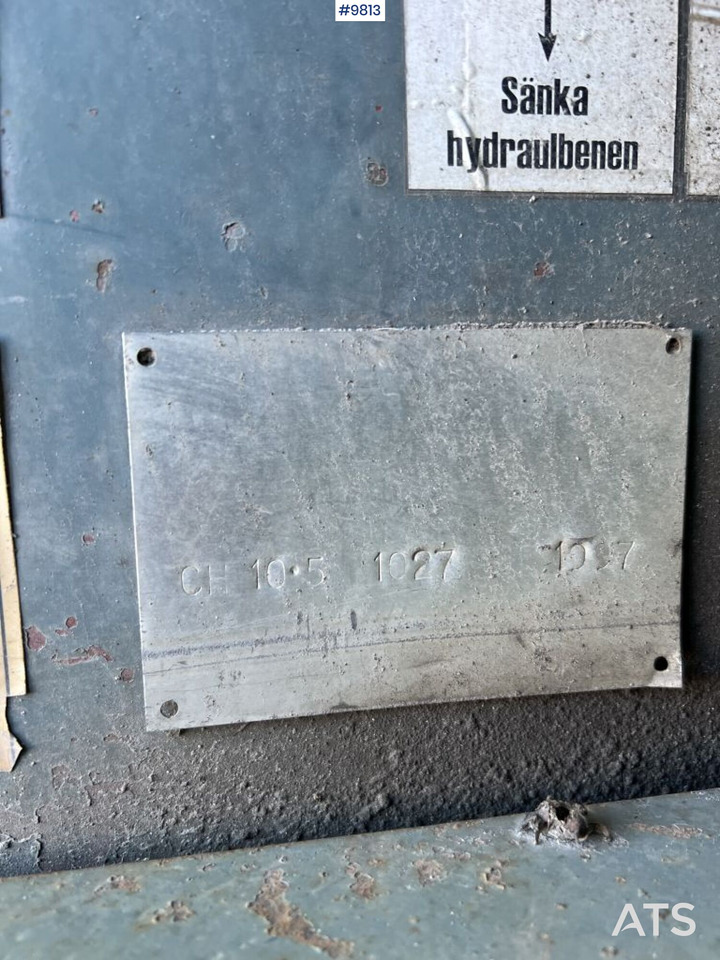 #9813
Sänka
hydraulbenen
CH 10·5 1027
ATS